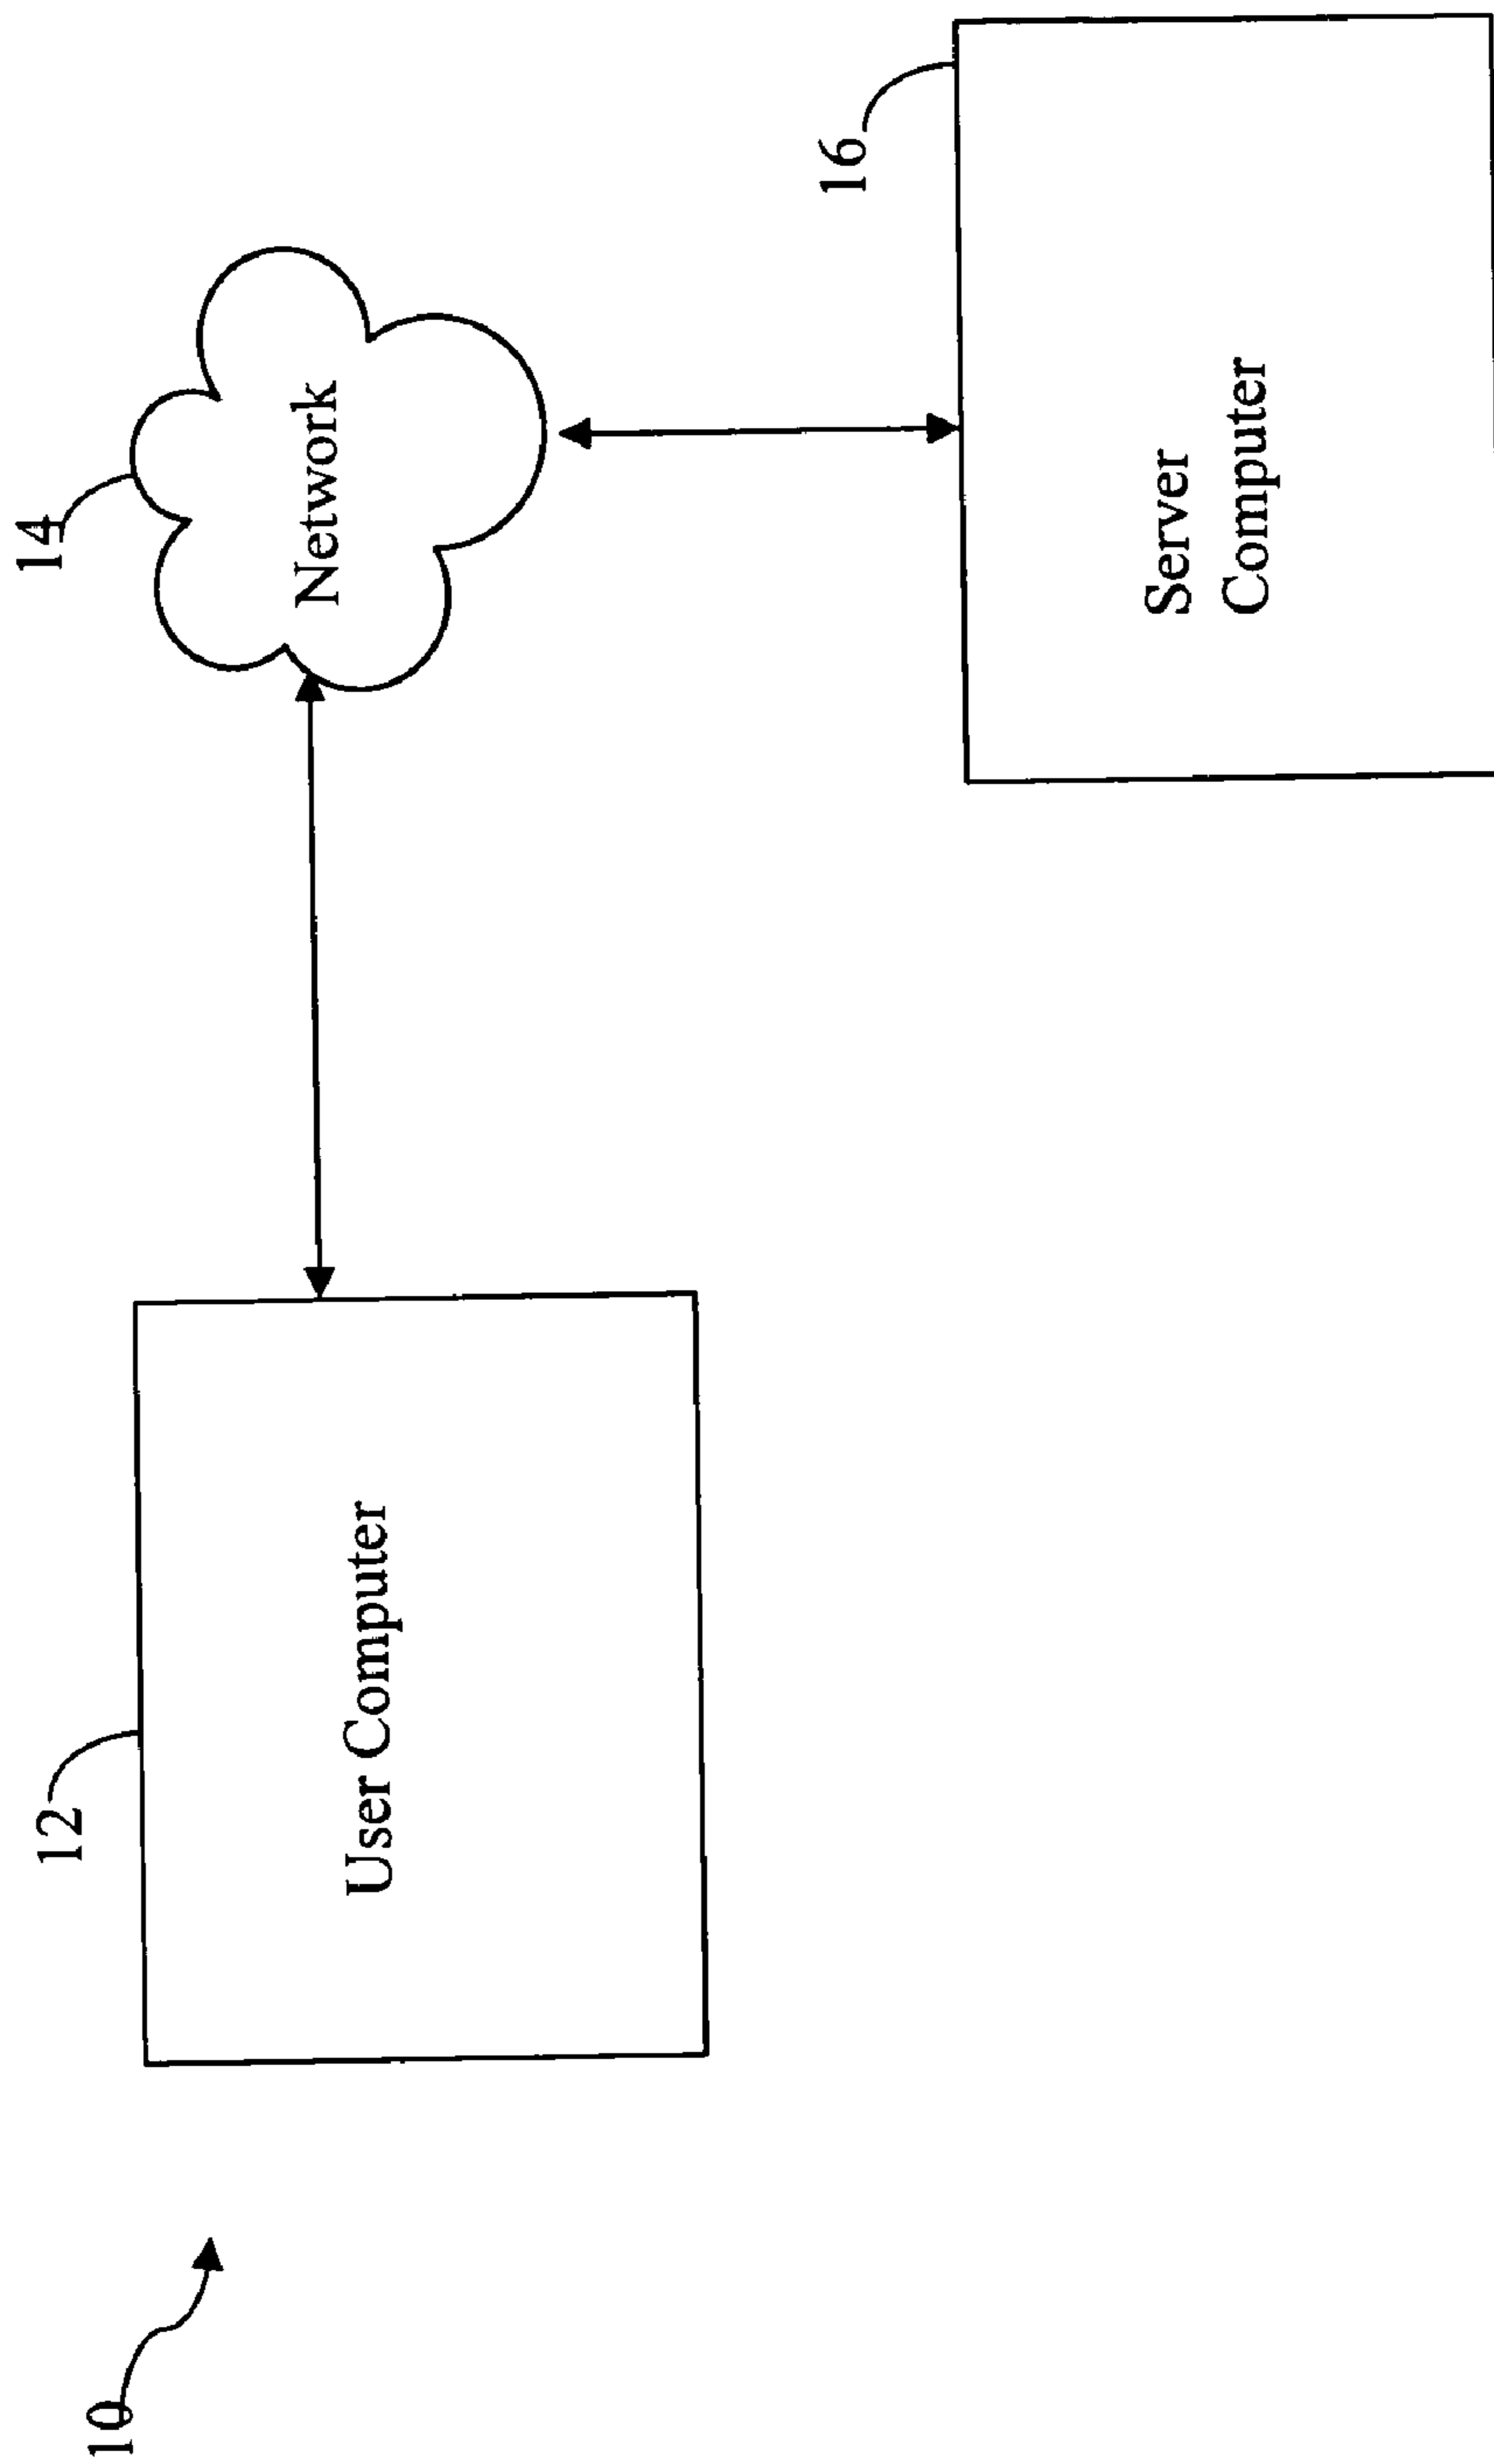 10
12
User Computer
14
Network
16
Server
Computer